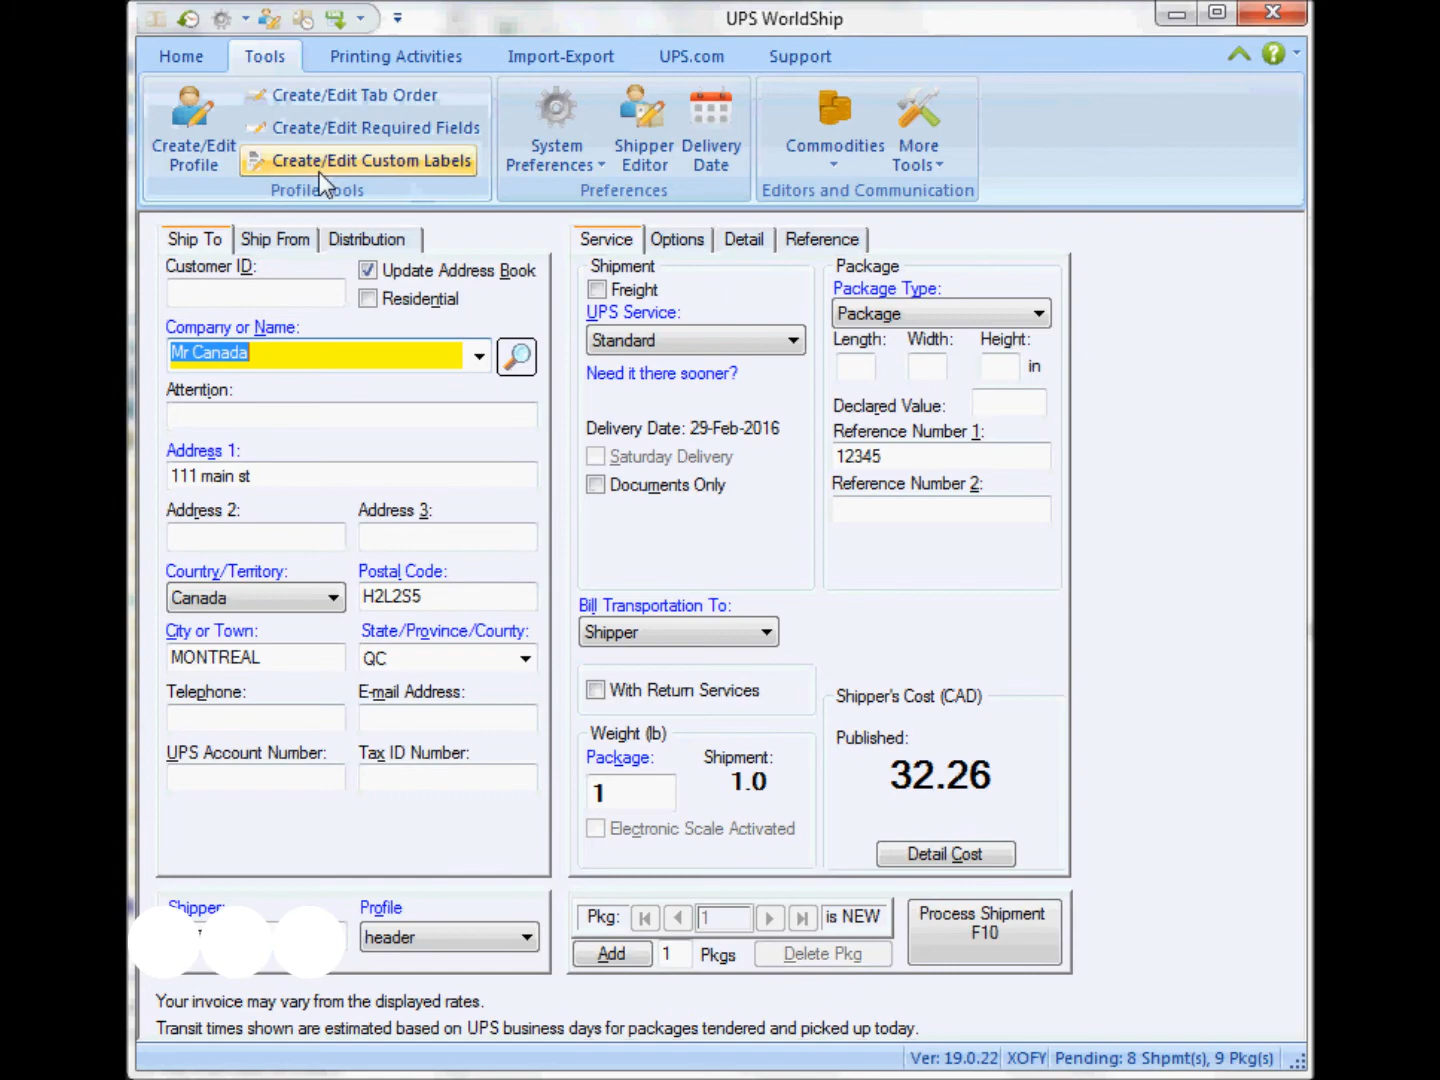 UPS WorldShip
Home Tools Printing Activities Import-Export UPS.com Support
Create/Edit Profile
Create/Edit Tab Order
Create/Edit Required Fields
Create/Edit Custom Labels
System Preferences
Shipper Editor
Delivery Date
Commodities
More Tools
Preferences
Editors and Communication
Ship To Ship From Distribution
Customer ID:
Update Address Book
Residential
Company or Name:
Mr Canada
Attention:
Address 1:
111 main st
Address 2: Address 3:
Country/Territory: Postal Code:
Canada H2L2S5
City or Town: State/Province/County:
MONTREAL QC
Telephone: E-mail Address:
UPS Account Number: Tax ID Number:
Shipper: Profile
header
Service Options Detail Reference
Shipment
Freight
UPS Service:
Standard
Need it there sooner?
Delivery Date: 29-Feb-2016
Saturday Delivery
Documents Only
Package
Package Type:
Package
Length: Width: Height:
in
Declared Value:
Reference Number 1:
12345
Reference Number 2:
Bill Transportation To:
Shipper
With Return Services
Weight (lb)
Package: Shipment:
1 1.0
Electronic Scale Activated
Shipper's Cost (CAD)
Published:
32.26
Detail Cost
Pkg: 1 is NEW
Add 1 Pkgs Delete Pkg
Process Shipment
F10
Your invoice may vary from the displayed rates.
Transit times shown are estimated based on UPS business days for packages tendered and picked up today.
Ver: 19.0.22 XOFY Pending: 8 Shpmt(s), 9 Pkg(s)